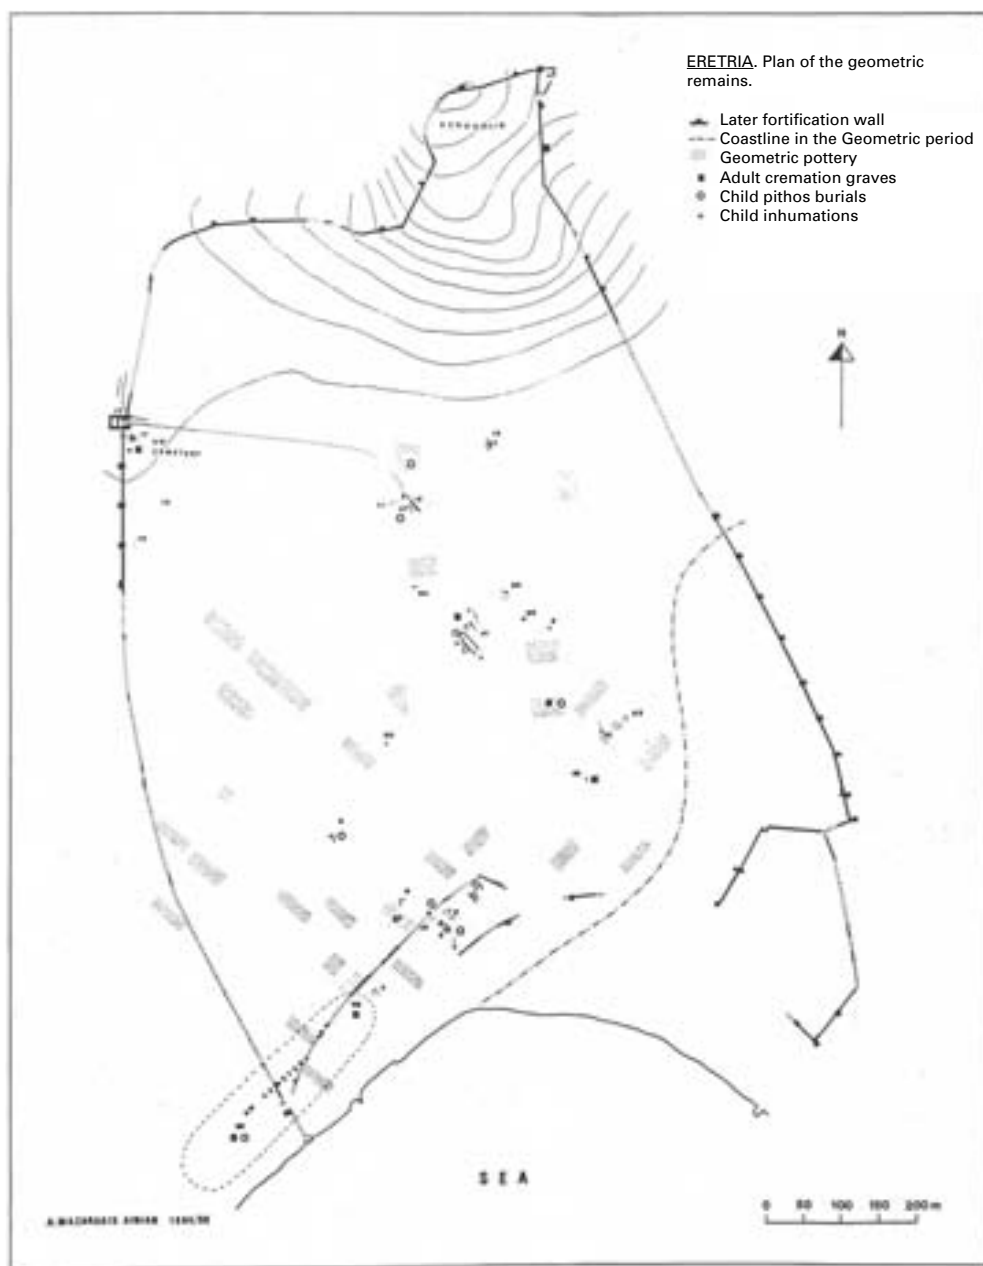 ERETRIA. Plan of the geometric
remains.
Later fortification wall
Coastline in the Geometric period
Geometric pottery
Adult cremation graves
Child pithos burials
Child inhumations
N
SEA
0 50 100 150 200m